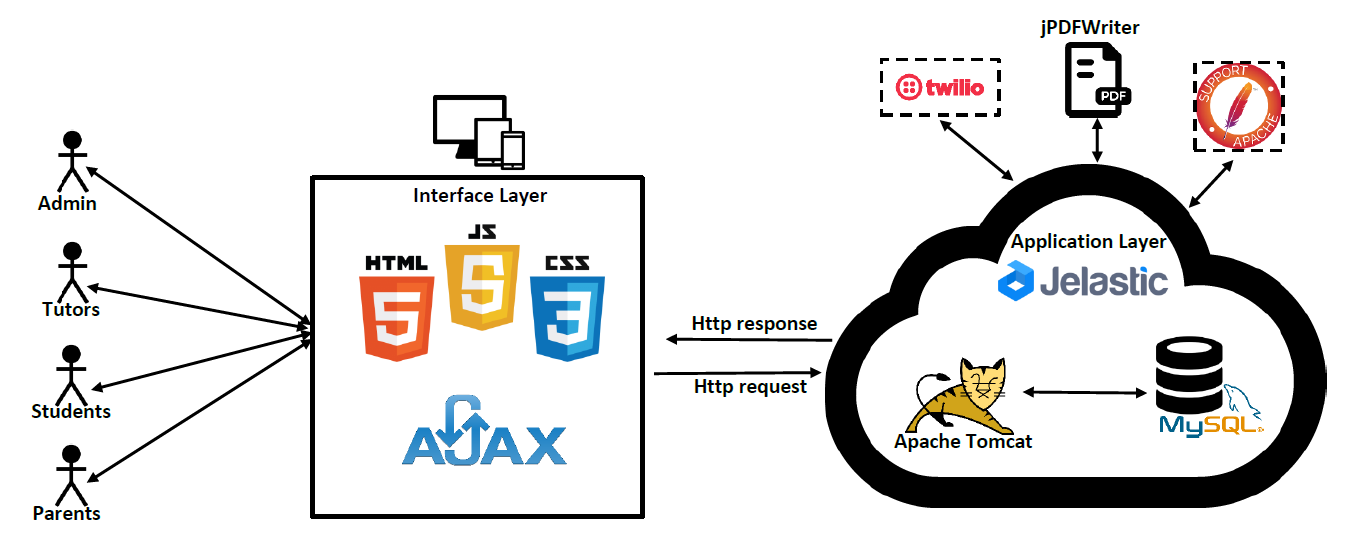 jPDFWriter
PDF
twilio
SUPPORT
APACHE
Admin
Tutors
Students
Parents
Interface Layer
JS
HTML
CSS
AJAX
Http response
Http request
Application Layer
Jelastic
Apache Tomcat
MySQL